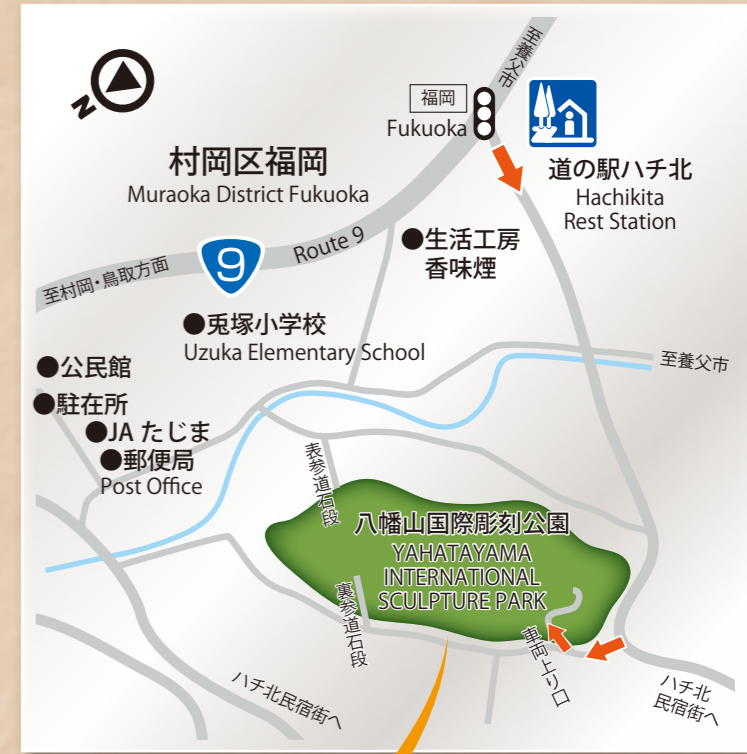 N
至養父市
福岡
Fukuoka
道の駅ハチ北
Hachikita
Rest Station
村岡区福岡
Muraoka District Fukuoka
Route 9
9
至村岡・鳥取方面
●生活工房
香味煙
●兎塚小学校
Uzuka Elementary School
至養父市
●公民館
●駐在所
●JA たじま
●郵便局
Post Office
表参道石段
八幡山国際彫刻公園
YAHATAYAMA
INTERNATIONAL
SCULPTURE PARK
裏参道石段
車両上り口
ハチ北民宿街へ
ハチ北
民宿街へ